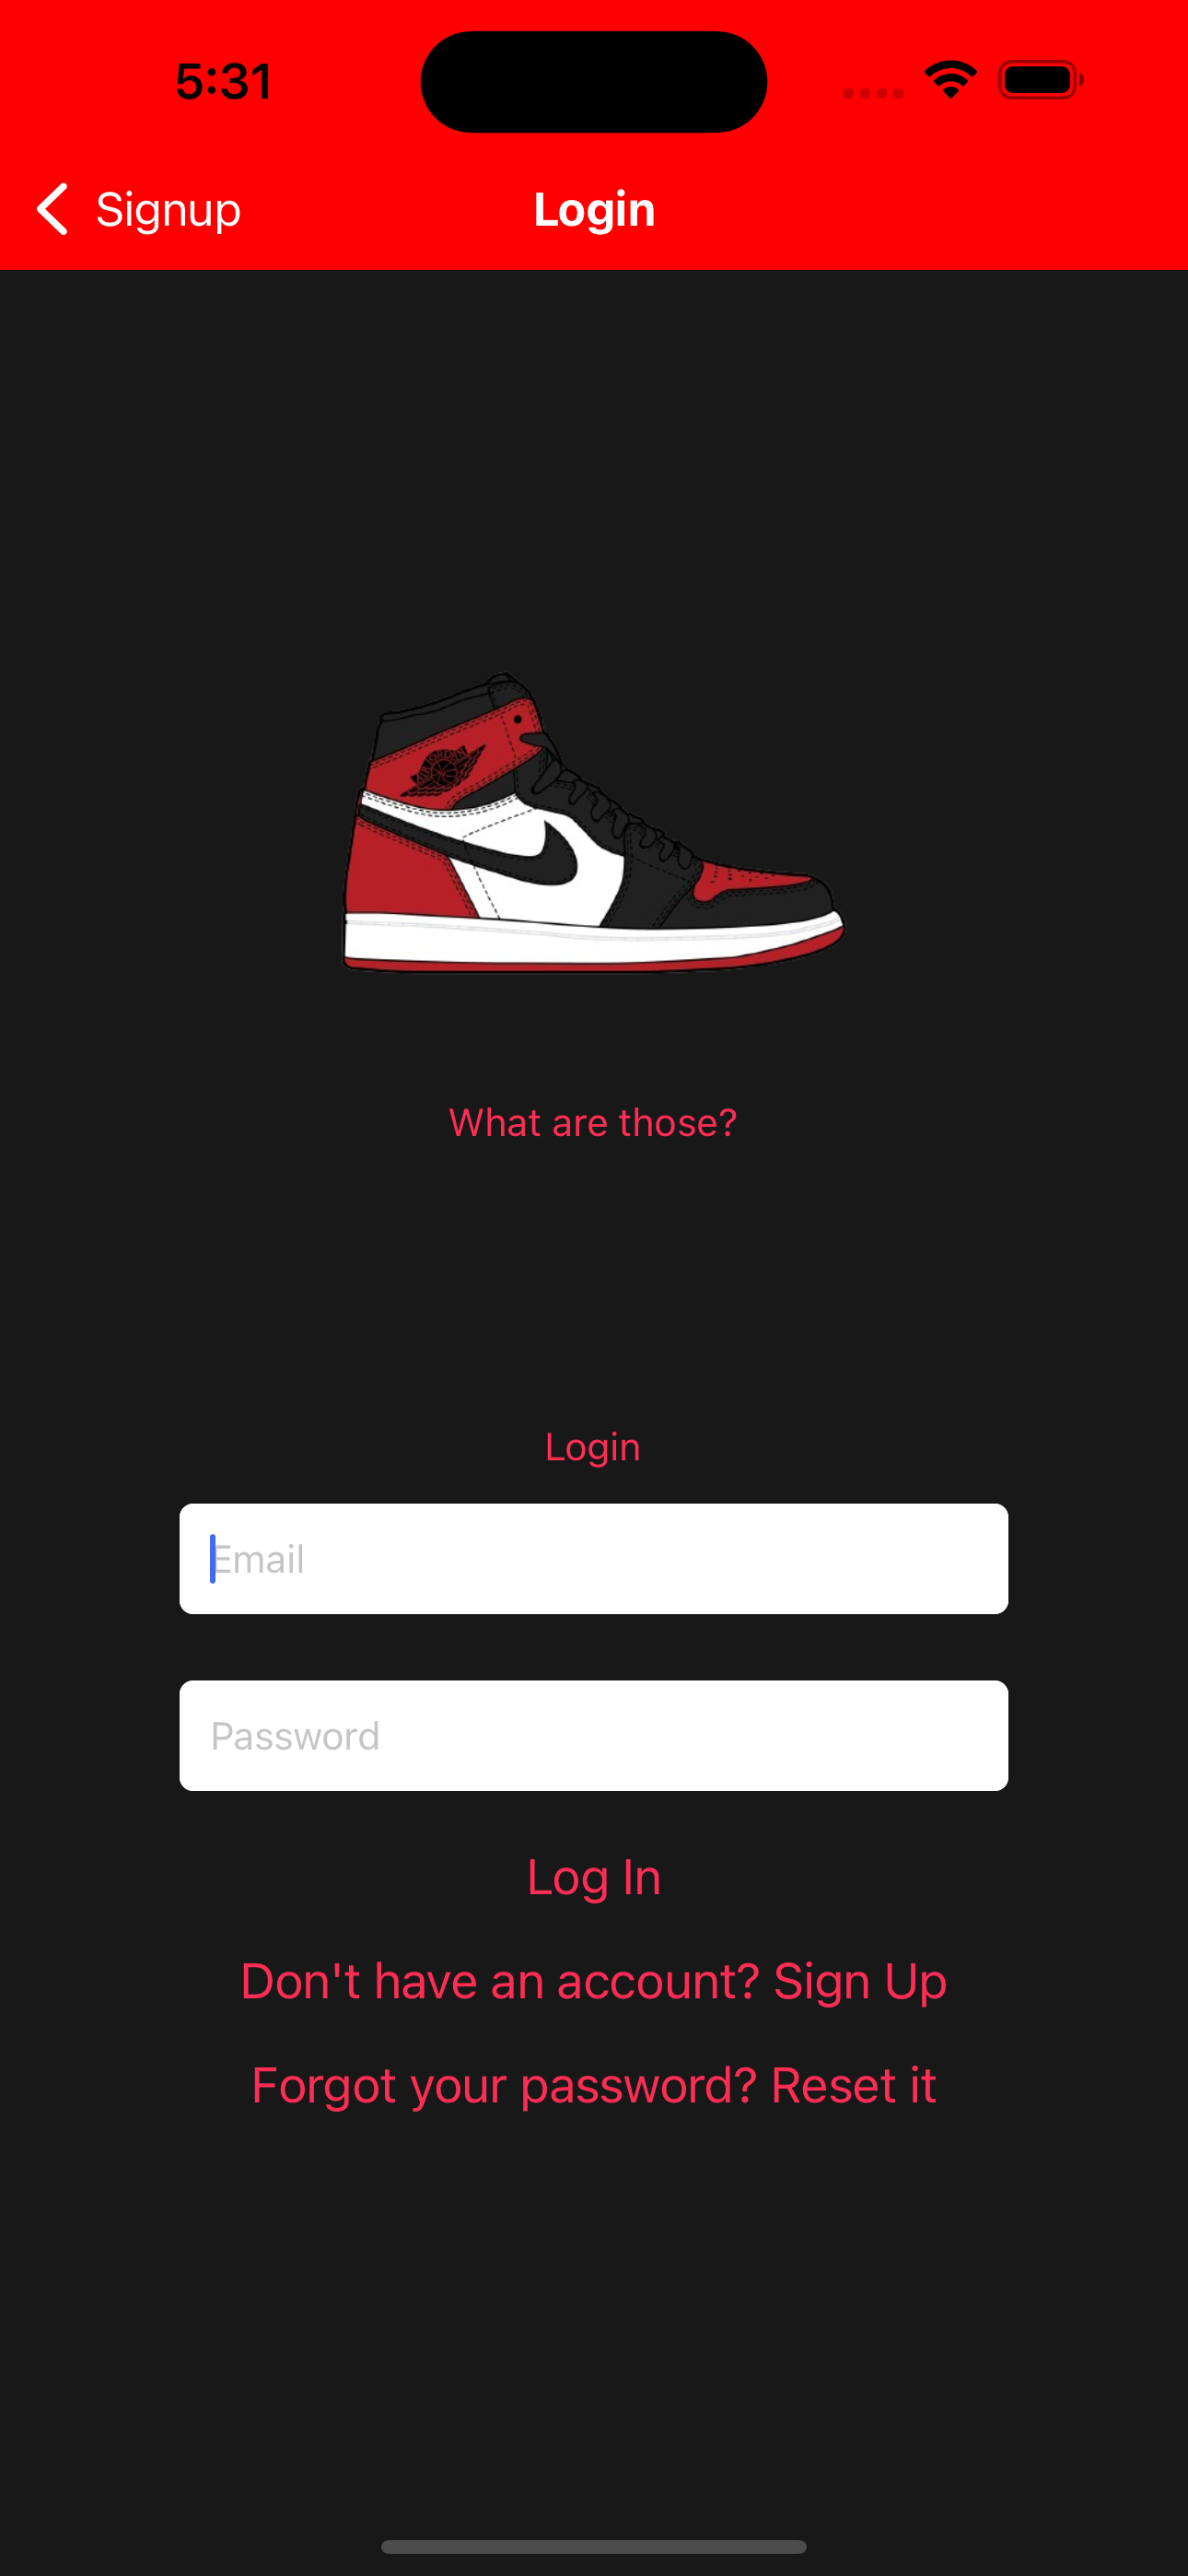 5:31
Signup
Login
What are those?
Login
Email
Password
Log In
Don't have an account? Sign Up
Forgot your password? Reset it